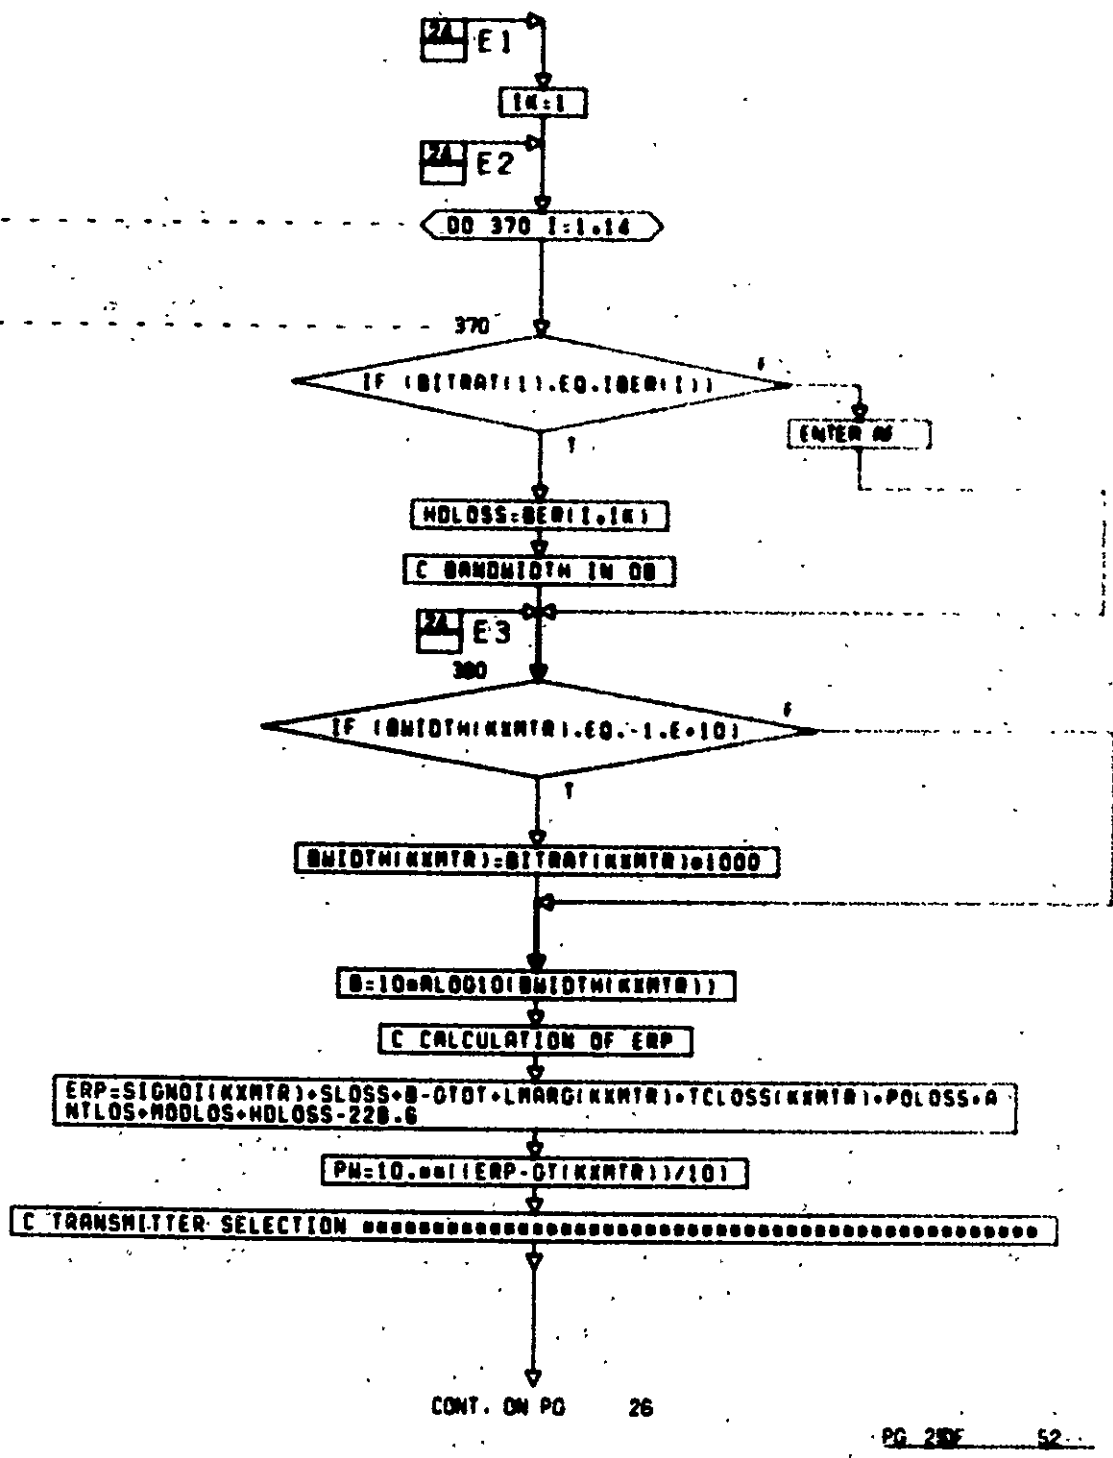 24 E1
IK=1
24 E2
DO 370 I=1,14
370
IF (BITRAT(1).EQ.IBER(I))
F
T
ENTER
HDLOSS=BER(I,IK)
C BANDWIDTH IN DB
24 E3
380
IF (BWIDTH(KXMTR).EQ.-1.E+10)
F
T
BWIDTH(KXMTR)=BITRAT(KXMTR)*1000
B=10*ALOG10(BWIDTH(KXMTR))
C CALCULATION OF ERP
ERP=SIGNOI(KXMTR)+SLOSS+B-GTOT+LMARG(KXMTR)+TCLOSS(KXMTR)+POLOSS+A
NTLOS+MODLOS+HDLOSS-228.6
PW=10.**((ERP-GT(KXMTR))/10)
C TRANSMITTER SELECTION ************************************************
CONT. ON PG 26
PG OF 52